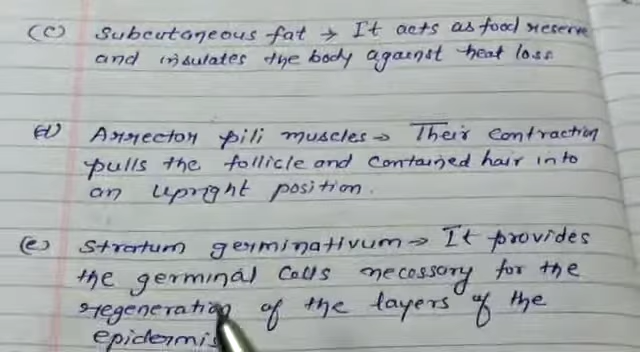 (c) Subcutaneous fat → It acts as food reserve
and insulates the body against heat loss
(d) Arrector pili muscles → Their contraction
pulls the follicle and contained hair into
an upright position.
(e) Stratum germinativum → It provides
the germinal cells necessary for the
regeneration of the layers of the
epidermis